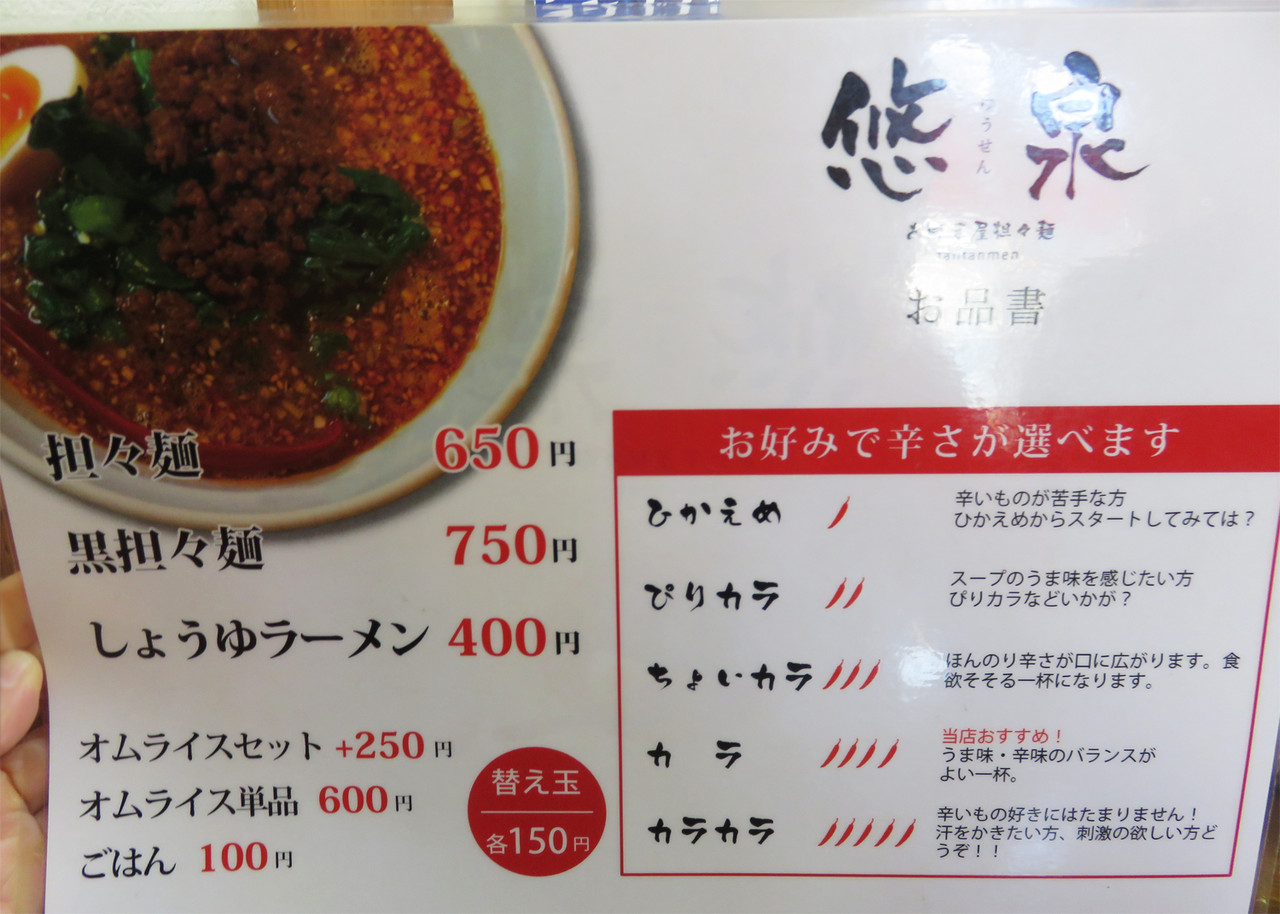 悠泉
ゆうせん
屋担々麺
tantanmen
お品書
担々麺 650円
黒担々麺 750円
しょうゆラーメン 400円
オムライスセット +250円
オムライス単品 600円
ごはん 100円
替え玉
各150円
お好みで辛さが選べます
ひかえめ
辛いものが苦手な方
ひかえめからスタートしてみては？
ぴりカラ
スープのうま味を感じたい方
ぴりカラなどいかが？
ちょいカラ
ほんのり辛さが口に広がります。食
欲そそる一杯になります。
カラ
当店おすすめ！
うま味・辛味のバランスが
よい一杯。
カラカラ
辛いもの好きにはたまりません！
汗をかきたい方、刺激の欲しい方ど
うぞ！！